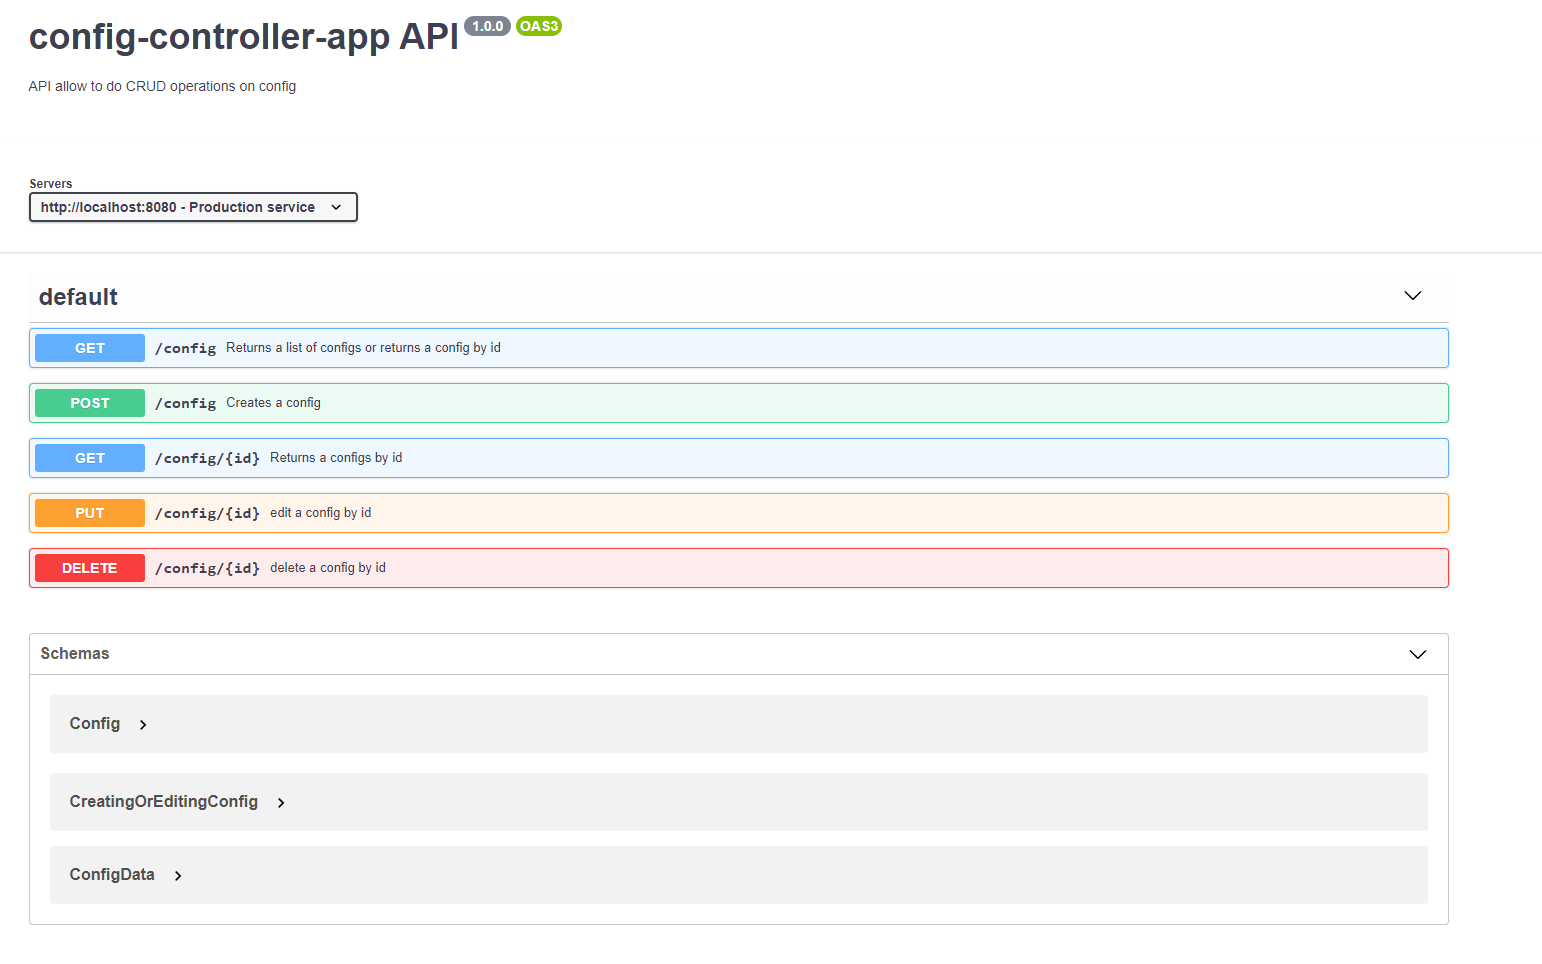 config-controller-app API 1.0.0 OAS3
API allow to do CRUD operations on config
Servers
http://localhost:8080 - Production service
default
GET /config Returns a list of configs or returns a config by id
POST /config Creates a config
GET /config/{id} Returns a configs by id
PUT /config/{id} edit a config by id
DELETE /config/{id} delete a config by id
Schemas
Config
CreatingOrEditingConfig
ConfigData